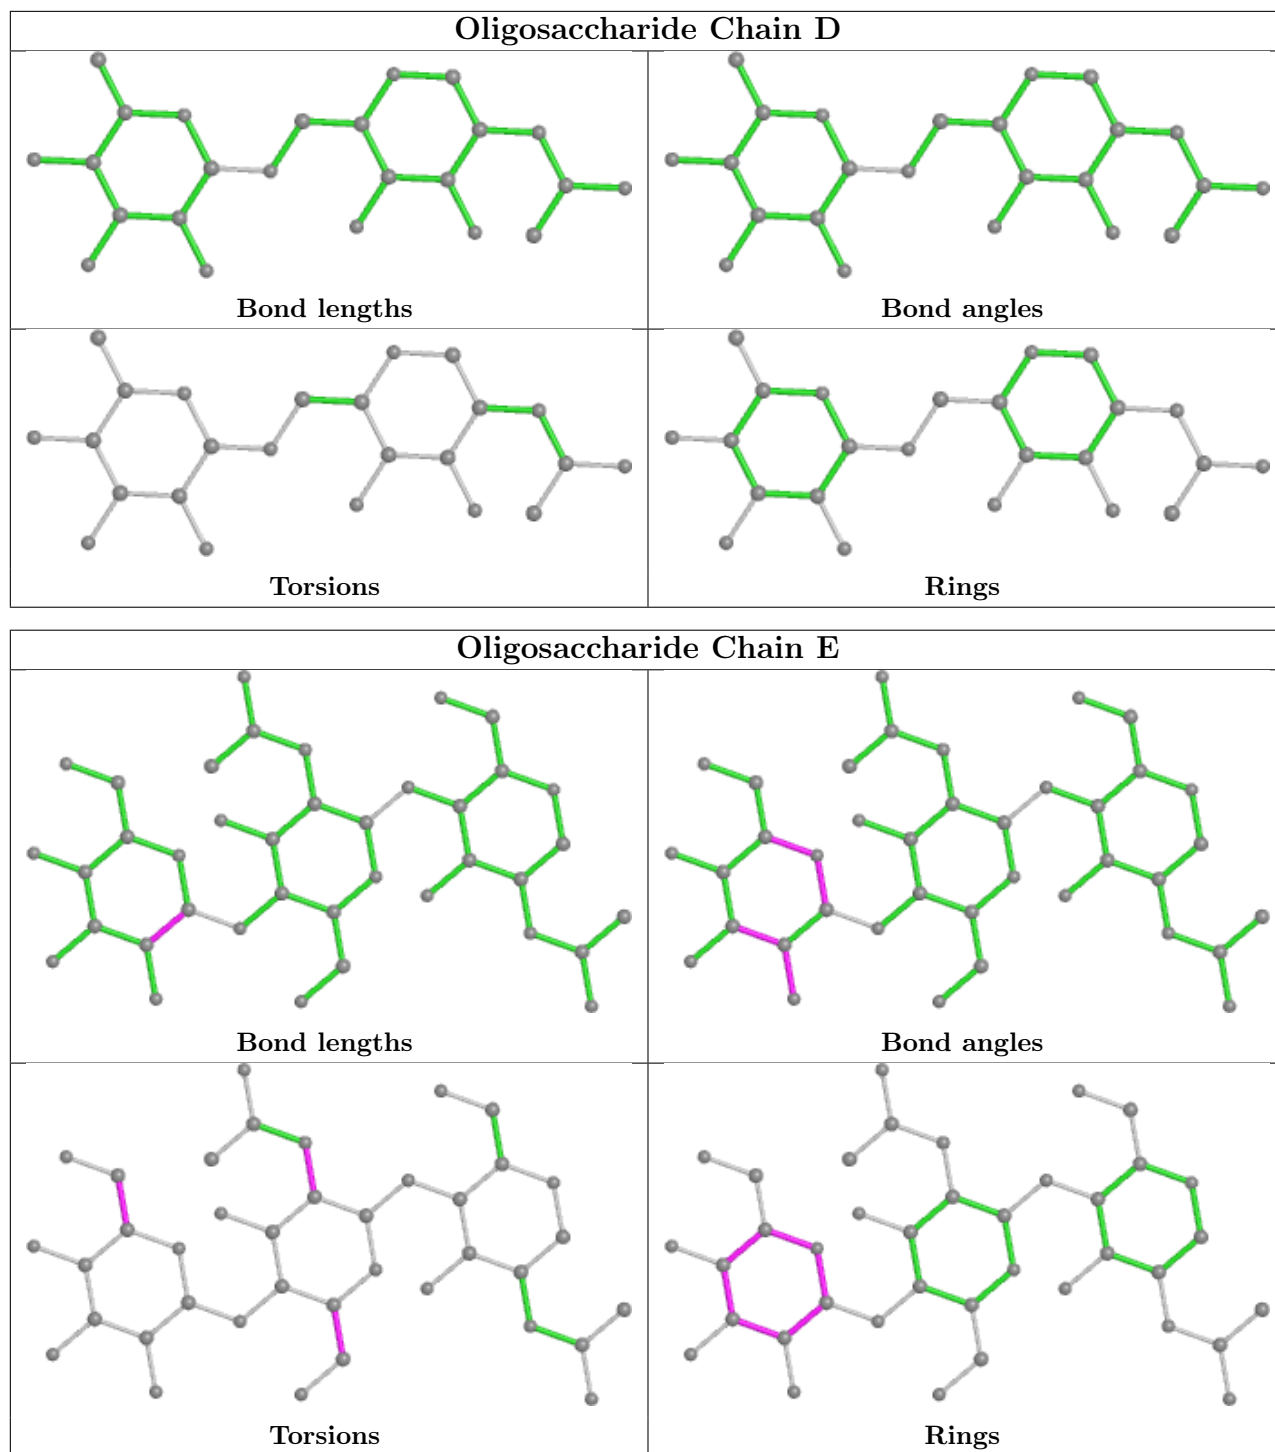 Oligosaccharide Chain D
Bond lengths
Bond angles
Torsions
Rings
Oligosaccharide Chain E
Bond lengths
Bond angles
Torsions
Rings